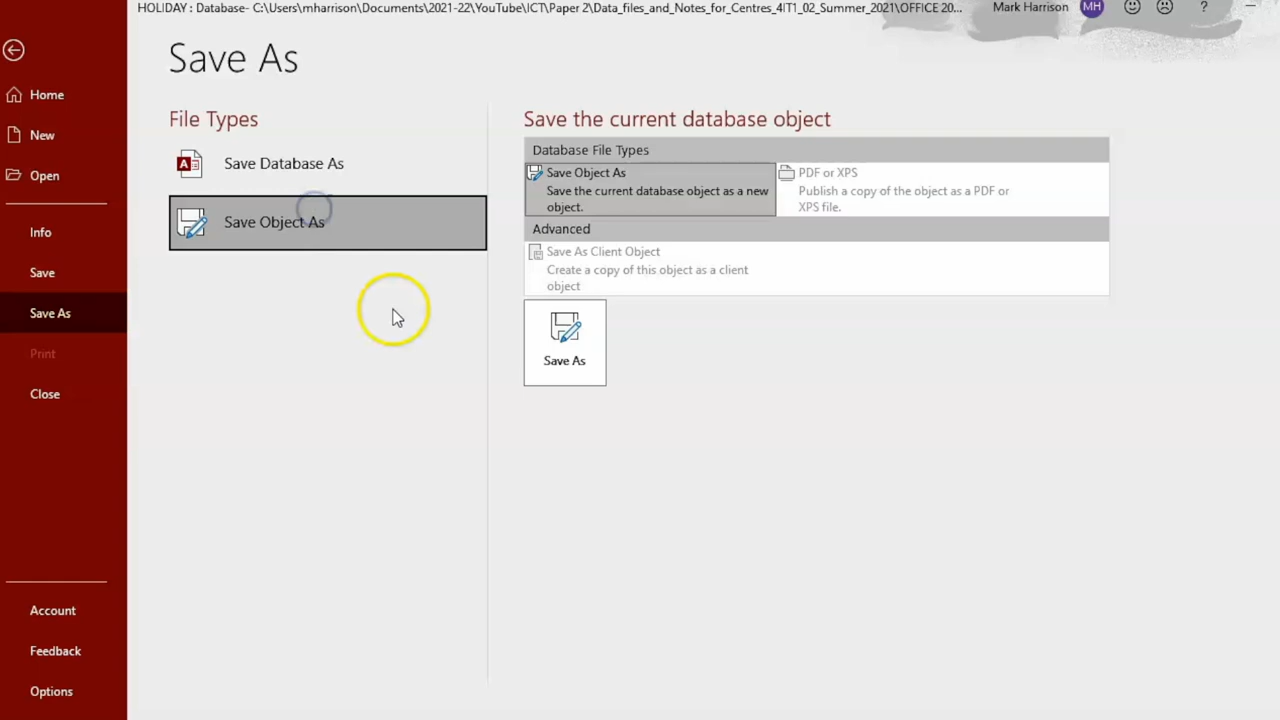 HOLIDAY : Database- C:\Users\mharrison\Documents\2021-22\YouTube\ICT\Paper 2\Data_files_and_Notes_for_Centres_4IT1_02_Summer_2021\OFFICE 20... Mark Harrison MH ?
Save As
Home
New
Open
Info
Save
Save As
Print
Close
Account
Feedback
Options
File Types
Save Database As
Save Object As
Save the current database object
Database File Types
Save Object As
Save the current database object as a new
object.
PDF or XPS
Publish a copy of the object as a PDF or
XPS file.
Advanced
Save As Client Object
Create a copy of this object as a client
object
Save As